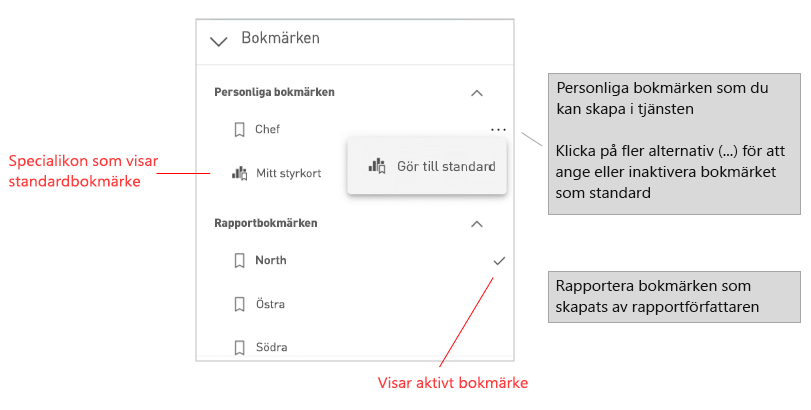 Bokmärken
Personliga bokmärken
Chef
...
Mitt styrkort
Gör till standard
Rapportbokmärken
North
Östra
Södra
Specialikon som visar
standardbokmärke
Personliga bokmärken som du
kan skapa i tjänsten
Klicka på fler alternativ (...) för att
ange eller inaktivera bokmärket
som standard
Rapportera bokmärken som
skapats av rapportförfattaren
Visar aktivt bokmärke